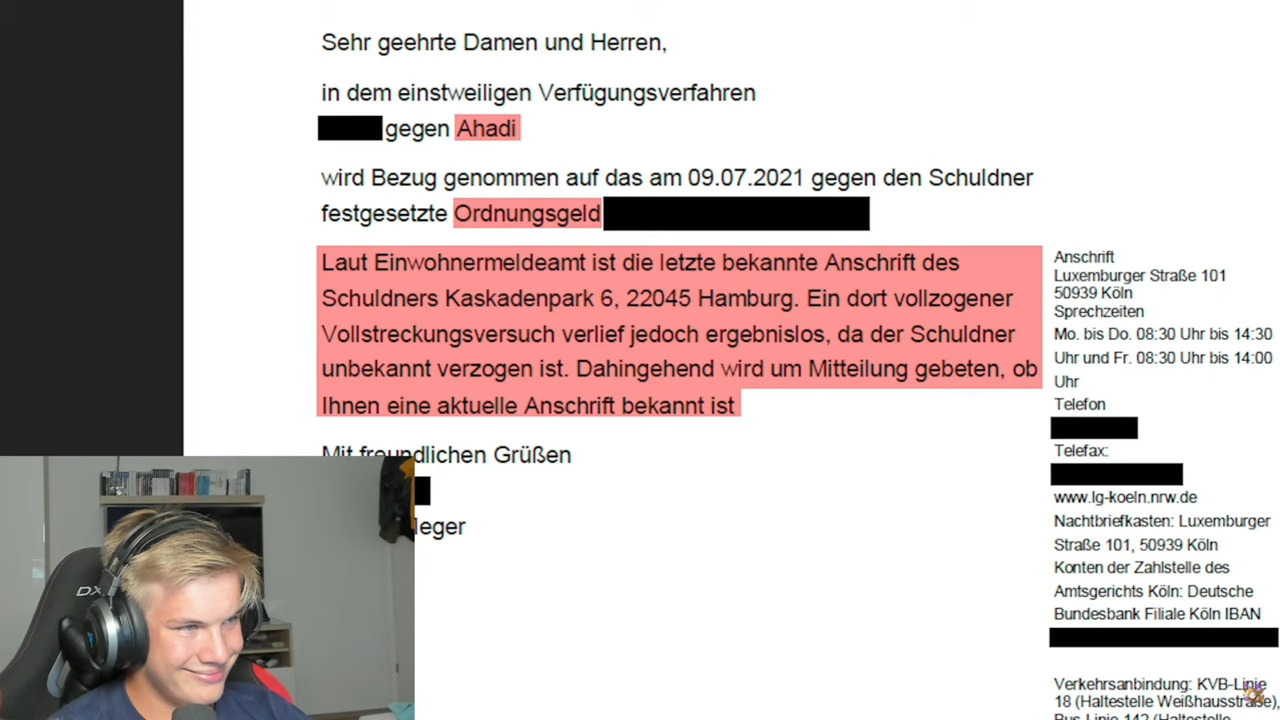 Sehr geehrte Damen und Herren,
in dem einstweiligen Verfügungsverfahren
gegen Ahadi
wird Bezug genommen auf das am 09.07.2021 gegen den Schuldner
festgesetzte Ordnungsgeld
Laut Einwohnermeldeamt ist die letzte bekannte Anschrift des
Schuldners Kaskadenpark 6, 22045 Hamburg. Ein dort vollzogener
Vollstreckungsversuch verlief jedoch ergebnislos, da der Schuldner
unbekannt verzogen ist. Dahingehend wird um Mitteilung gebeten, ob
Ihnen eine aktuelle Anschrift bekannt ist
Mit freundlichen Grüßen
Anschrift
Luxemburger Straße 101
50939 Köln
Sprechzeiten
Mo. bis Do. 08:30 Uhr bis 14:30
Uhr und Fr. 08:30 Uhr bis 14:00
Uhr
Telefon
Telefax:
www.lg-koeln.nrw.de
Nachtbriefkasten: Luxemburger
Straße 101, 50939 Köln
Konten der Zahlstelle des
Amtsgerichts Köln: Deutsche
Bundesbank Filiale Köln IBAN
Verkehrsanbindung: KVB-Linie
18 (Haltestelle Weißhausstraße),
Bus-Linie 142 (Haltestelle